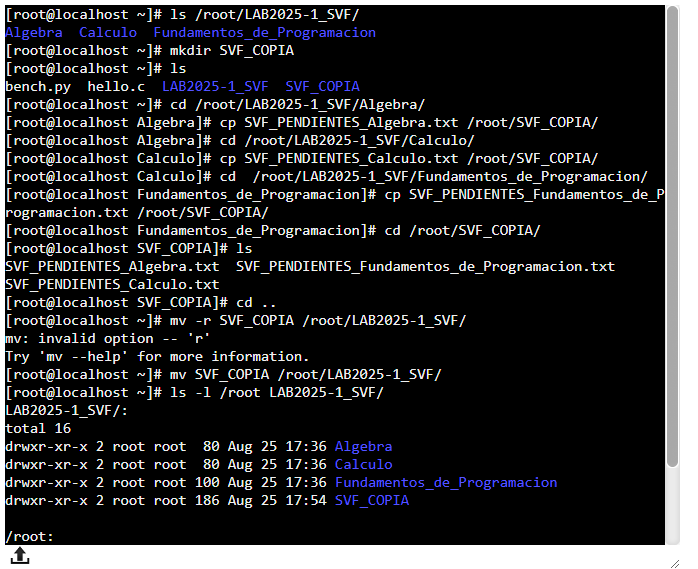 [root@localhost ~]# ls /root/LAB2025-1_SVF/
Algebra  Calculo  Fundamentos_de_Programacion
[root@localhost ~]# mkdir SVF_COPIA
[root@localhost ~]# ls
bench.py  hello.c  LAB2025-1_SVF  SVF_COPIA
[root@localhost ~]# cd /root/LAB2025-1_SVF/Algebra/
[root@localhost Algebra]# cp SVF_PENDIENTES_Algebra.txt /root/SVF_COPIA/
[root@localhost Algebra]# cd /root/LAB2025-1_SVF/Calculo/
[root@localhost Calculo]# cp SVF_PENDIENTES_Calculo.txt /root/SVF_COPIA/
[root@localhost Calculo]# cd  /root/LAB2025-1_SVF/Fundamentos_de_Programacion/
[root@localhost Fundamentos_de_Programacion]# cp SVF_PENDIENTES_Fundamentos_de_P
rogramacion.txt /root/SVF_COPIA/
[root@localhost Fundamentos_de_Programacion]# cd /root/SVF_COPIA/
[root@localhost SVF_COPIA]# ls
SVF_PENDIENTES_Algebra.txt  SVF_PENDIENTES_Fundamentos_de_Programacion.txt
SVF_PENDIENTES_Calculo.txt
[root@localhost SVF_COPIA]# cd ..
[root@localhost ~]# mv -r SVF_COPIA /root/LAB2025-1_SVF/
mv: invalid option -- 'r'
Try 'mv --help' for more information.
[root@localhost ~]# mv SVF_COPIA /root/LAB2025-1_SVF/
[root@localhost ~]# ls -l /root LAB2025-1_SVF/
LAB2025-1_SVF/:
total 16
drwxr-xr-x 2 root root  80 Aug 25 17:36 Algebra
drwxr-xr-x 2 root root  80 Aug 25 17:36 Calculo
drwxr-xr-x 2 root root 100 Aug 25 17:36 Fundamentos_de_Programacion
drwxr-xr-x 2 root root 186 Aug 25 17:54 SVF_COPIA

/root: